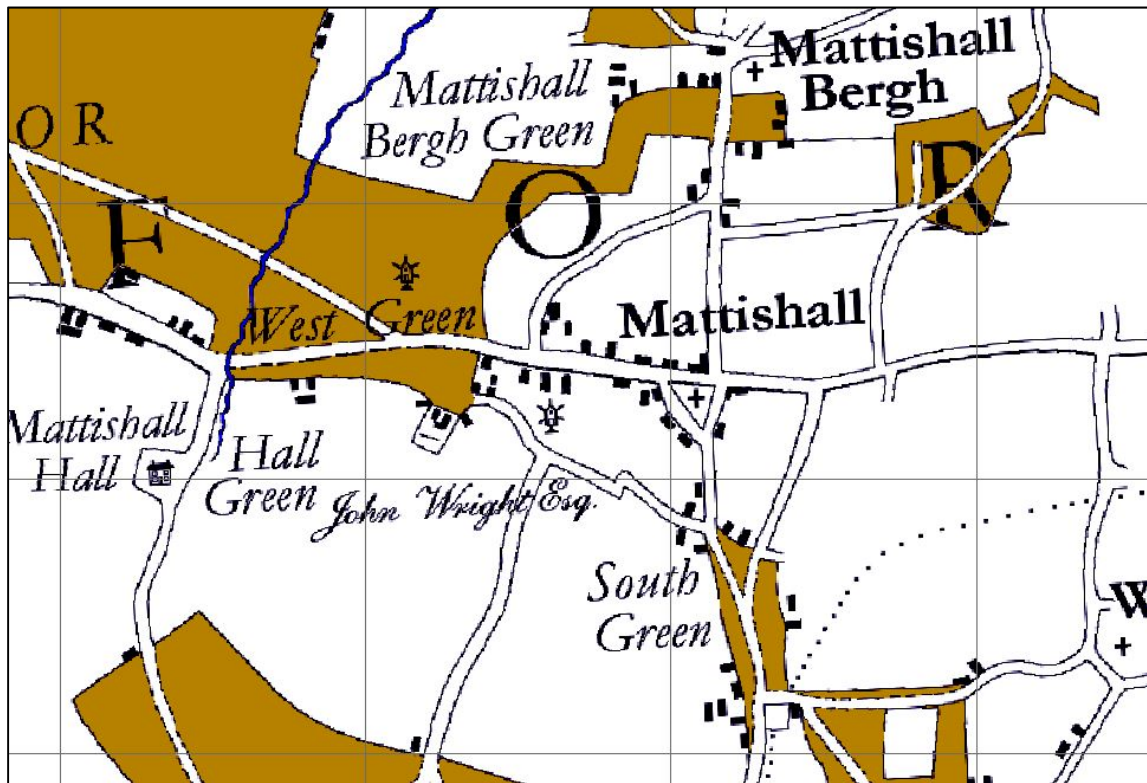 Mattishall
Bergh
Mattishall
Bergh Green
O R
F O R
West Green
Mattishall
Mattishall
Hall
Hall
Green
John Wright Esq.
South
Green
W